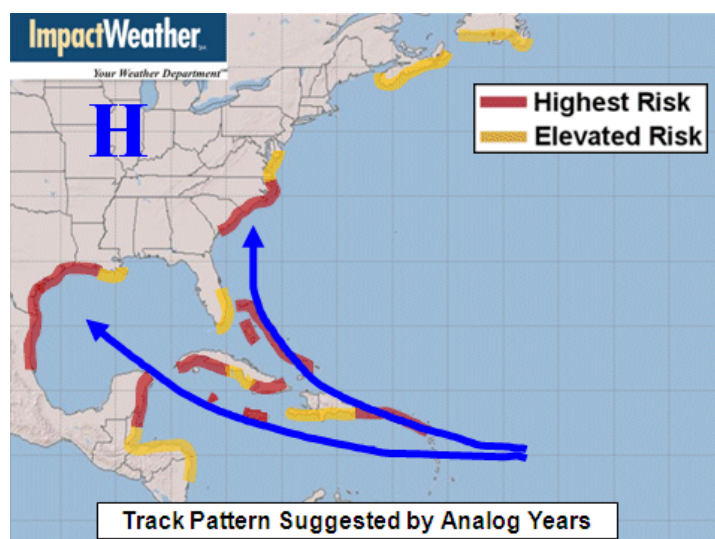 ImpactWeather
Your Weather Department
H
Highest Risk
Elevated Risk
Track Pattern Suggested by Analog Years